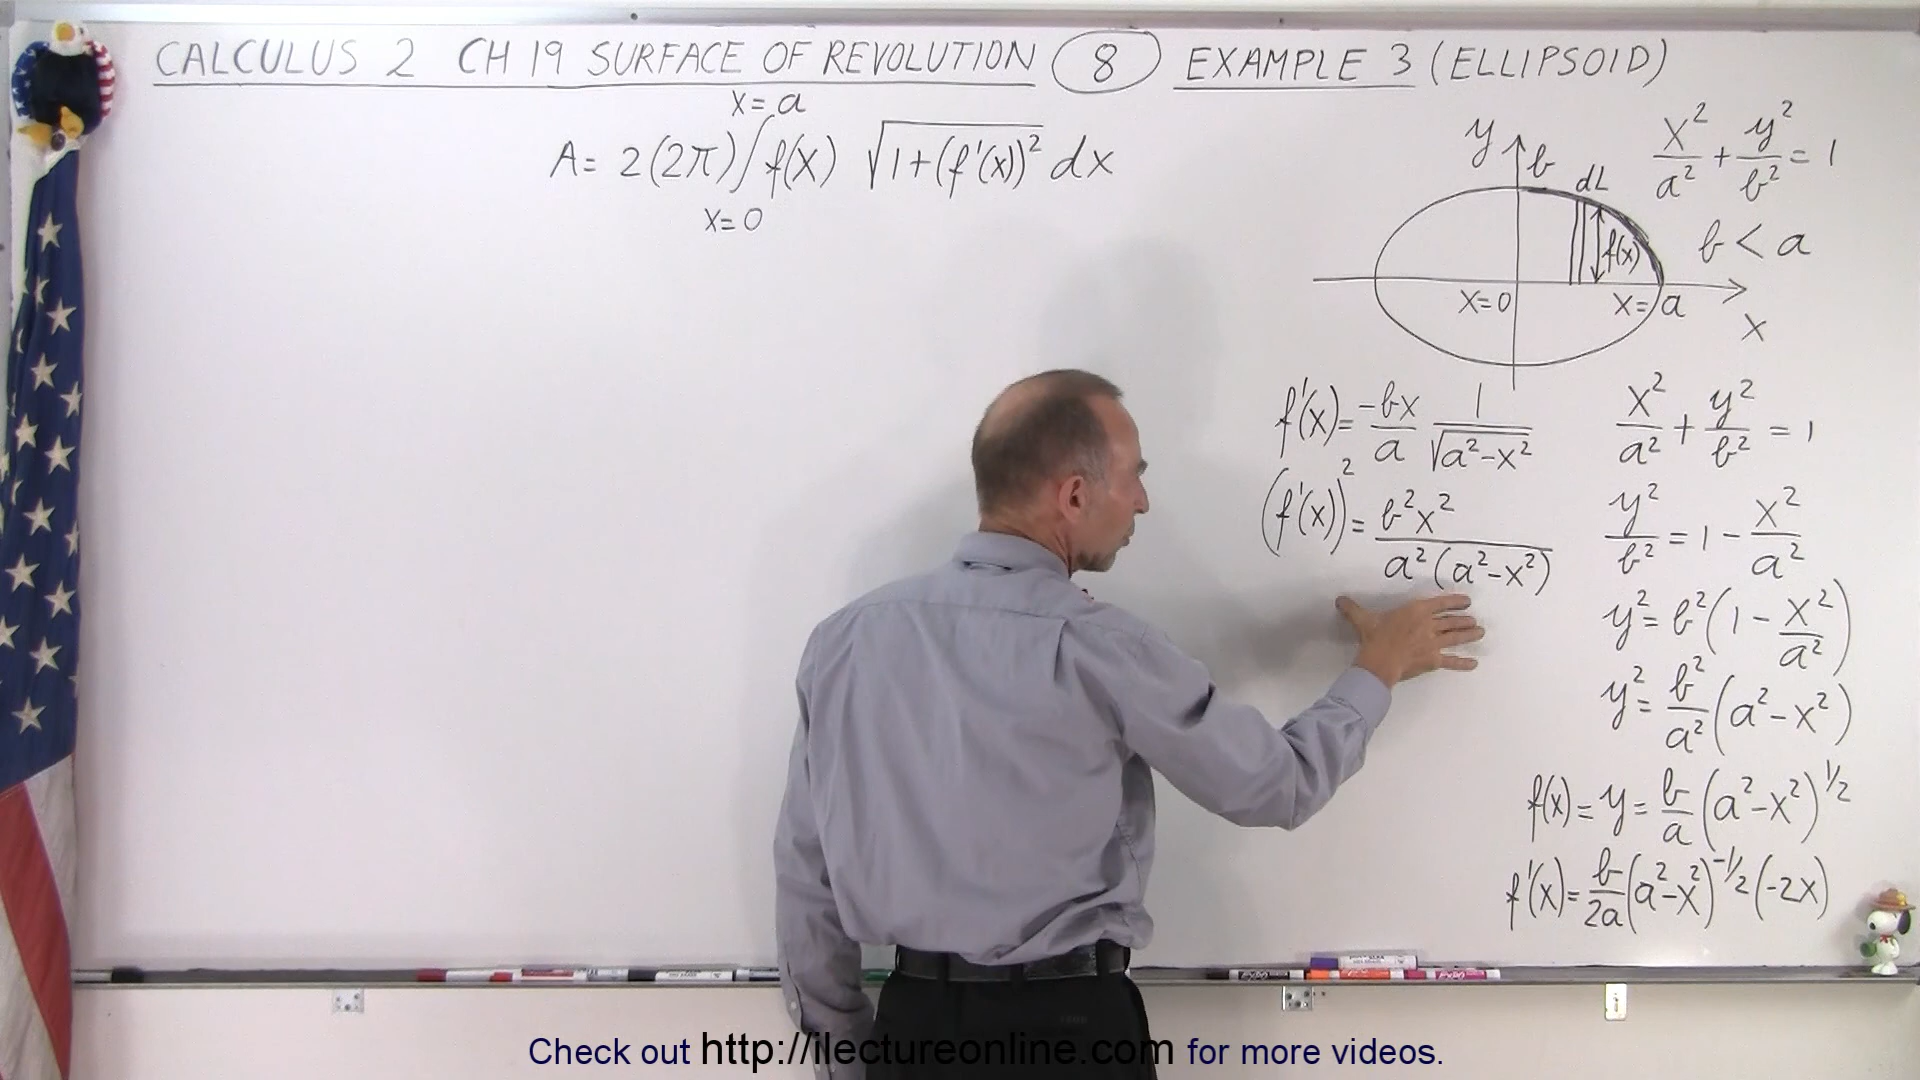 CALCULUS 2 CH 19 SURFACE OF REVOLUTION 8 EXAMPLE 3 (ELLIPSOID)
x=a
A= 2(2π)∫f(x) √1+(f'(x))² dx
x=0
y
b
dL
f(x)
x=0
x=a
x
x²/a² + y²/b² = 1
b < a
f'(x)= -bx/a 1/√a²-x²
(f'(x))² = b²x²/a²(a²-x²)
x²/a² + y²/b² = 1
y²/b² = 1 - x²/a²
y²= b²(1 - x²/a²)
y²= b²/a² (a²-x²)
f(x)= y= b/a (a²-x²)^1/2
f'(x)= b/2a (a²-x²)^-1/2 (-2x)
Check out http://ilectureonline.com for more videos.